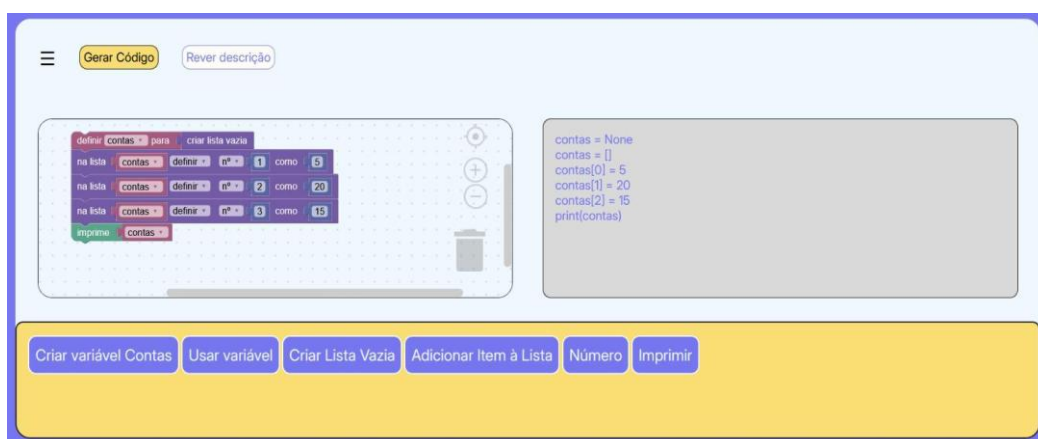 Gerar Código
Rever descrição
definir contas para criar lista vazia
na lista contas definir nº 1 como 5
na lista contas definir nº 2 como 20
na lista contas definir nº 3 como 15
imprime contas
contas = None
contas = []
contas[0] = 5
contas[1] = 20
contas[2] = 15
print(contas)
Criar variável Contas Usar variável Criar Lista Vazia Adicionar Item à Lista Número Imprimir